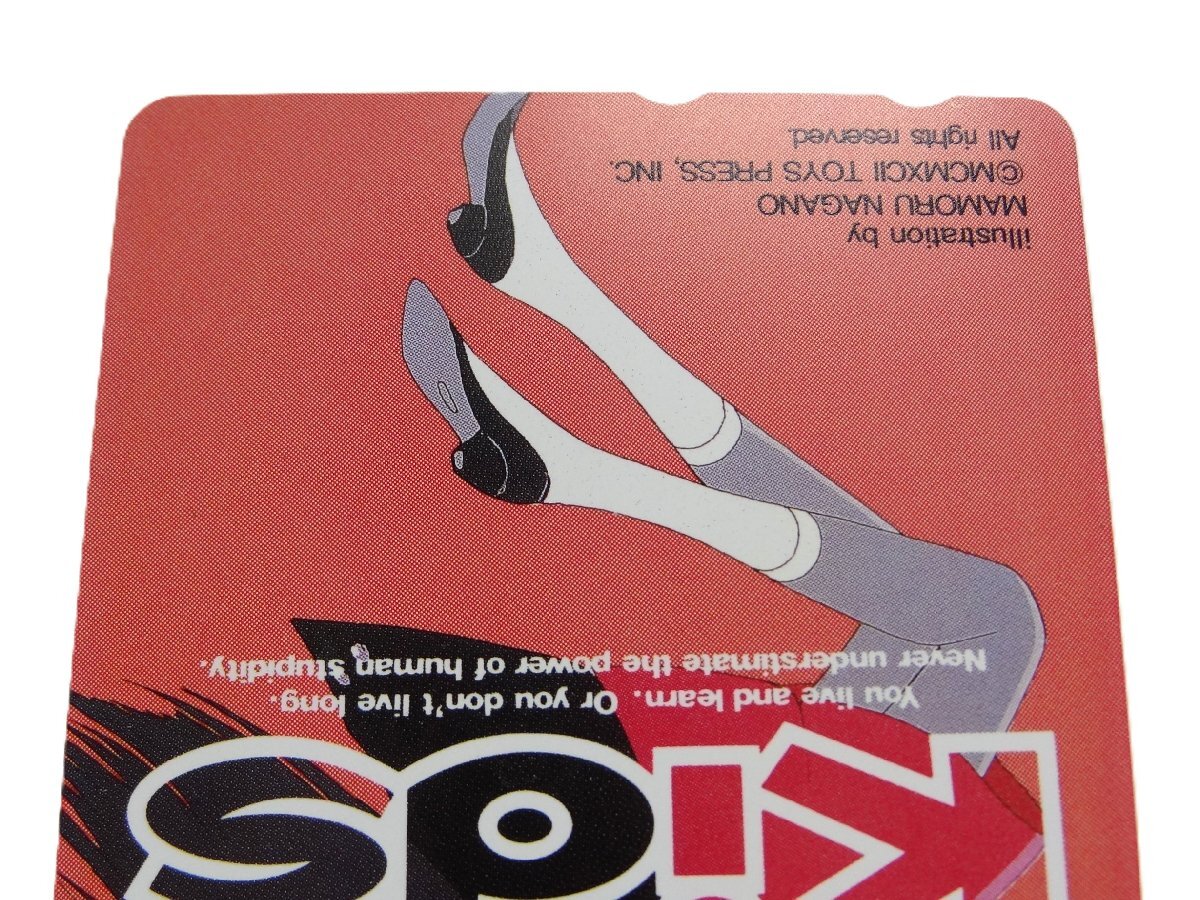 Kids
You live and learn. Or you don't live long.
Never understimate the power of human stupidity.
illustration by
MAMORU NAGANO
©MCMXCII TOYS PRESS, INC.
All rights reserved.